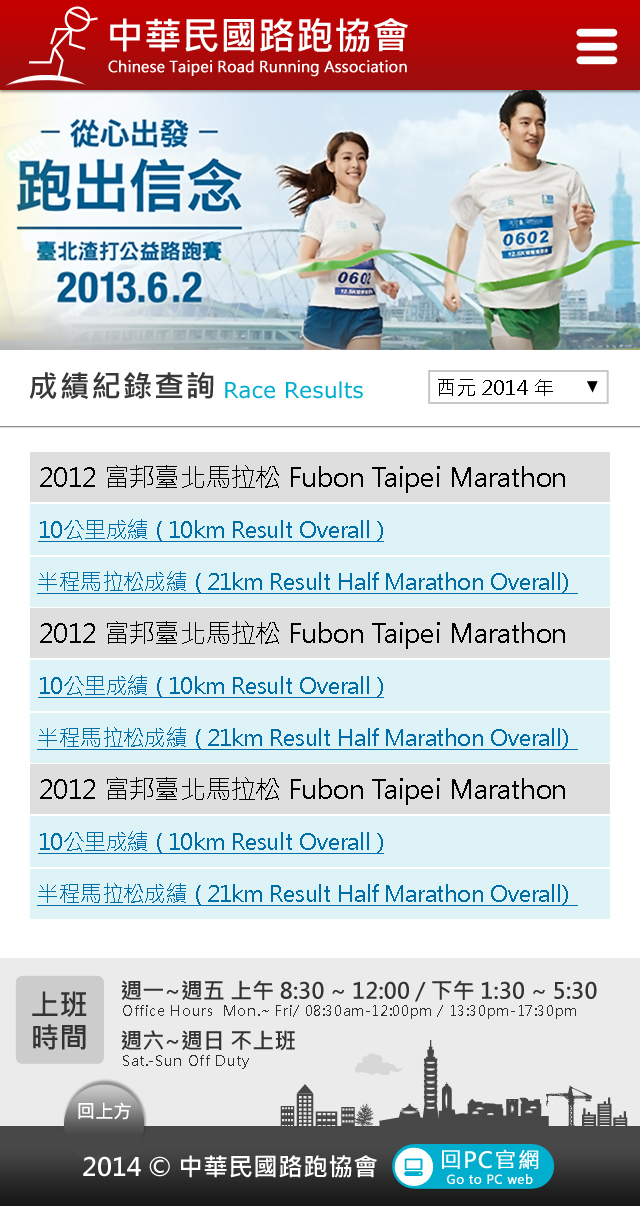 中華民國路跑協會
Chinese Taipei Road Running Association
－從心出發－
跑出信念
臺北渣打公益路跑賽
2013.6.2
0602
12.5K
0602
12.5K
成績紀錄查詢 Race Results
西元 2014 年 ▼
2012 富邦臺北馬拉松 Fubon Taipei Marathon
10公里成績 ( 10km Result Overall )
半程馬拉松成績 ( 21km Result Half Marathon Overall)
2012 富邦臺北馬拉松 Fubon Taipei Marathon
10公里成績 ( 10km Result Overall )
半程馬拉松成績 ( 21km Result Half Marathon Overall)
2012 富邦臺北馬拉松 Fubon Taipei Marathon
10公里成績 ( 10km Result Overall )
半程馬拉松成績 ( 21km Result Half Marathon Overall)
上班
時間
週一~週五 上午 8:30 ~ 12:00 / 下午 1:30 ~ 5:30
Office Hours Mon.~ Fri/ 08:30am-12:00pm / 13:30pm-17:30pm
週六~週日 不上班
Sat.-Sun Off Duty
回上方
2014 © 中華民國路跑協會
回PC官網
Go to PC web